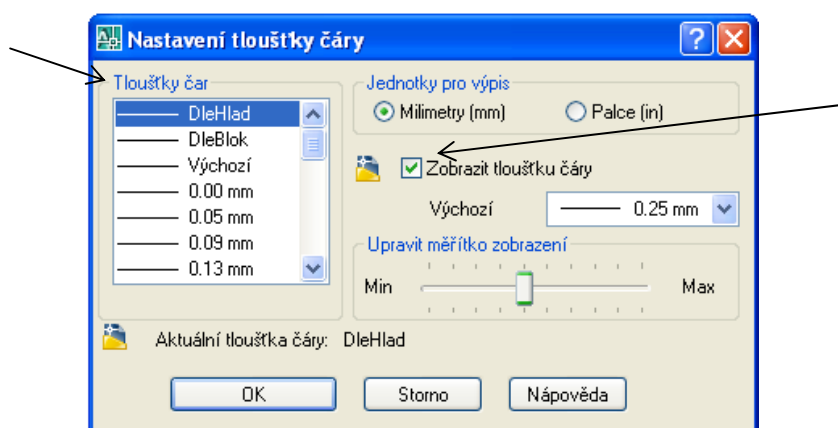 Nastavení tloušťky čáry
Tloušťky čar
DleHlad
DleBlok
Výchozí
0.00 mm
0.05 mm
0.09 mm
0.13 mm
Jednotky pro výpis
Milimetry (mm) Palce (in)
Zobrazit tloušťku čáry
Výchozí 0.25 mm
Upravit měřítko zobrazení
Min Max
Aktuální tloušťka čáry: DleHlad
OK Storno Nápověda